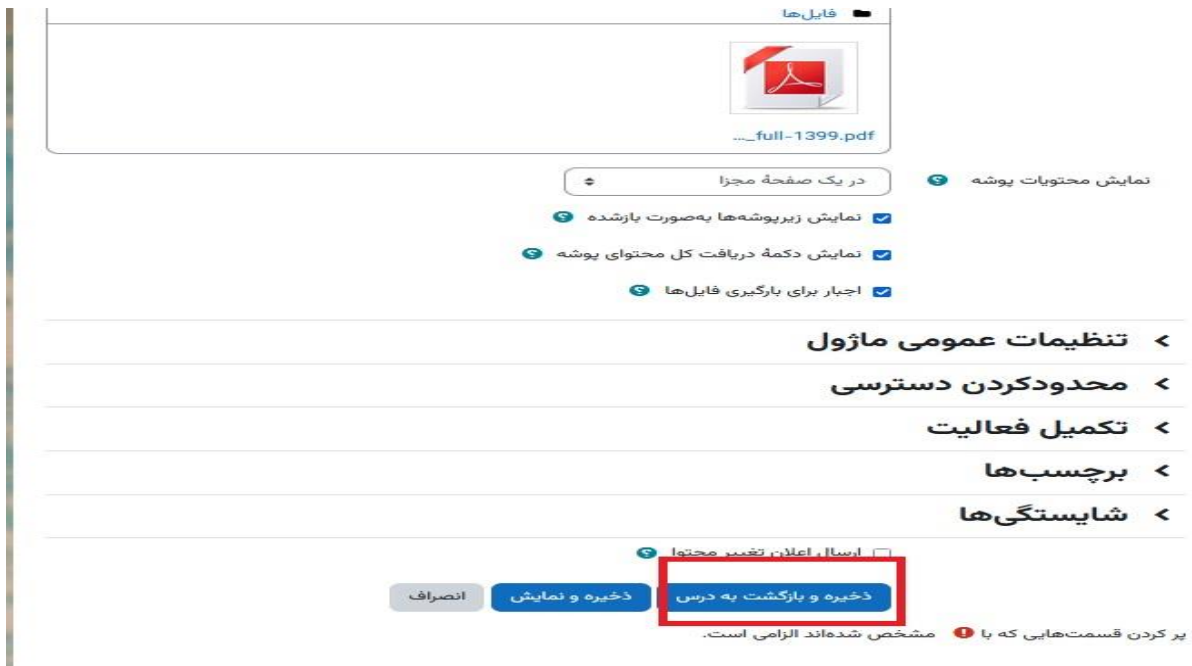 فایل‌ها
..._full-1399.pdf
نمایش محتویات پوشه در یک صفحهٔ مجزا
نمایش زیرپوشه‌ها به‌صورت بازشده
نمایش دکمهٔ دریافت کل محتوای پوشه
اجبار برای بارگیری فایل‌ها
تنظیمات عمومی ماژول
محدودکردن دسترسی
تکمیل فعالیت
برچسب‌ها
شایستگی‌ها
ارسال اعلان تغییر محتوا
ذخیره و بازگشت به درس ذخیره و نمایش انصراف
پر کردن قسمت‌هایی که با مشخص شده‌اند الزامی است.